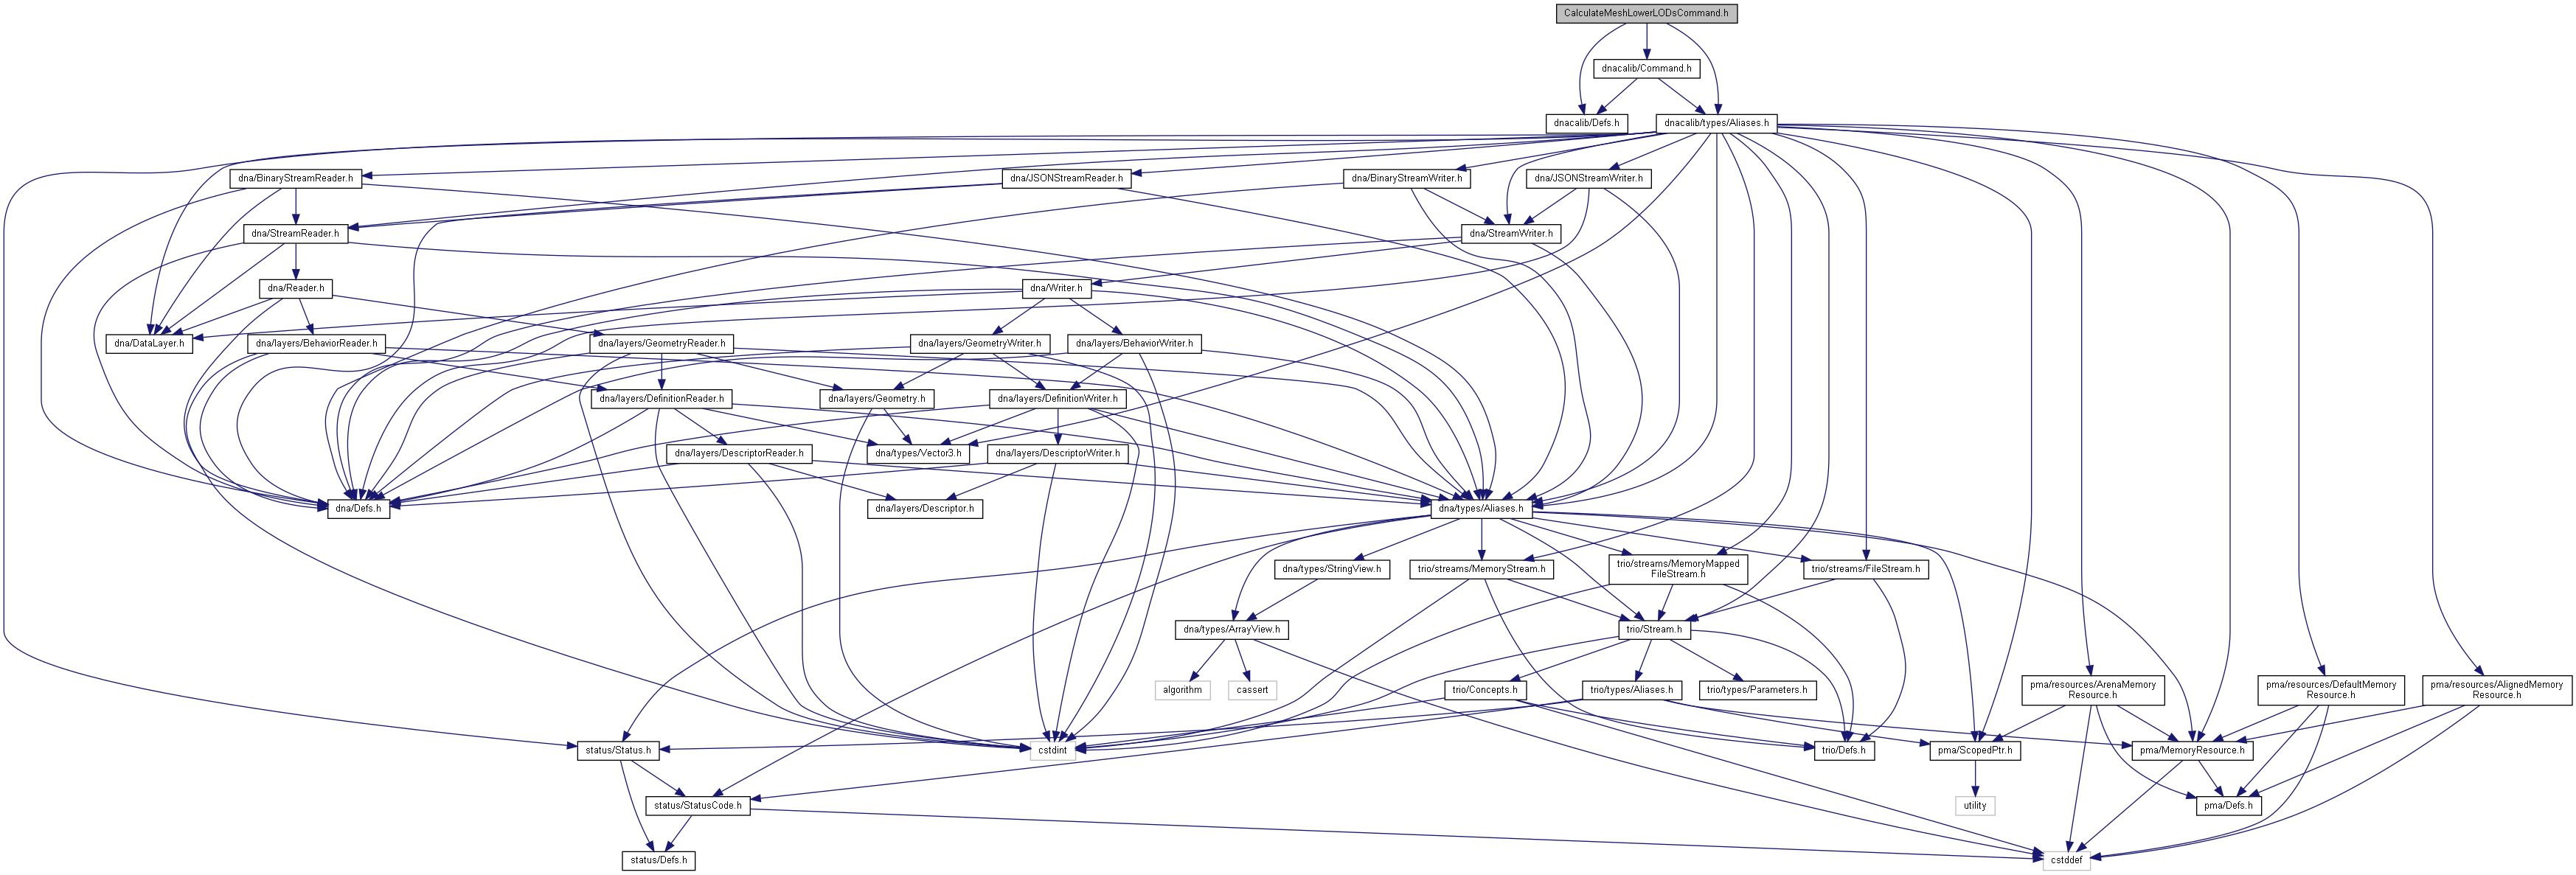 CalculateMeshLowerLODsCommand.h
dnacalib/Command.h
dnacalib/Defs.h
dnacalib/types/Aliases.h
dna/BinaryStreamReader.h
dna/JSONStreamReader.h
dna/BinaryStreamWriter.h
dna/JSONStreamWriter.h
dna/StreamReader.h
dna/StreamWriter.h
dna/Reader.h
dna/Writer.h
dna/DataLayer.h
dna/layers/BehaviorReader.h
dna/layers/GeometryReader.h
dna/layers/GeometryWriter.h
dna/layers/BehaviorWriter.h
dna/layers/DefinitionReader.h
dna/layers/Geometry.h
dna/layers/DefinitionWriter.h
dna/layers/DescriptorReader.h
dna/types/Vector3.h
dna/layers/DescriptorWriter.h
dna/Defs.h
dna/layers/Descriptor.h
dna/types/Aliases.h
dna/types/StringView.h
trio/streams/MemoryStream.h
trio/streams/MemoryMapped
FileStream.h
trio/streams/FileStream.h
dna/types/ArrayView.h
trio/Stream.h
algorithm
cassert
trio/Concepts.h
trio/types/Aliases.h
trio/types/Parameters.h
pma/resources/ArenaMemory
Resource.h
pma/resources/DefaultMemory
Resource.h
pma/resources/AlignedMemory
Resource.h
status/Status.h
cstdint
trio/Defs.h
pma/ScopedPtr.h
pma/MemoryResource.h
status/StatusCode.h
utility
pma/Defs.h
status/Defs.h
cstddef